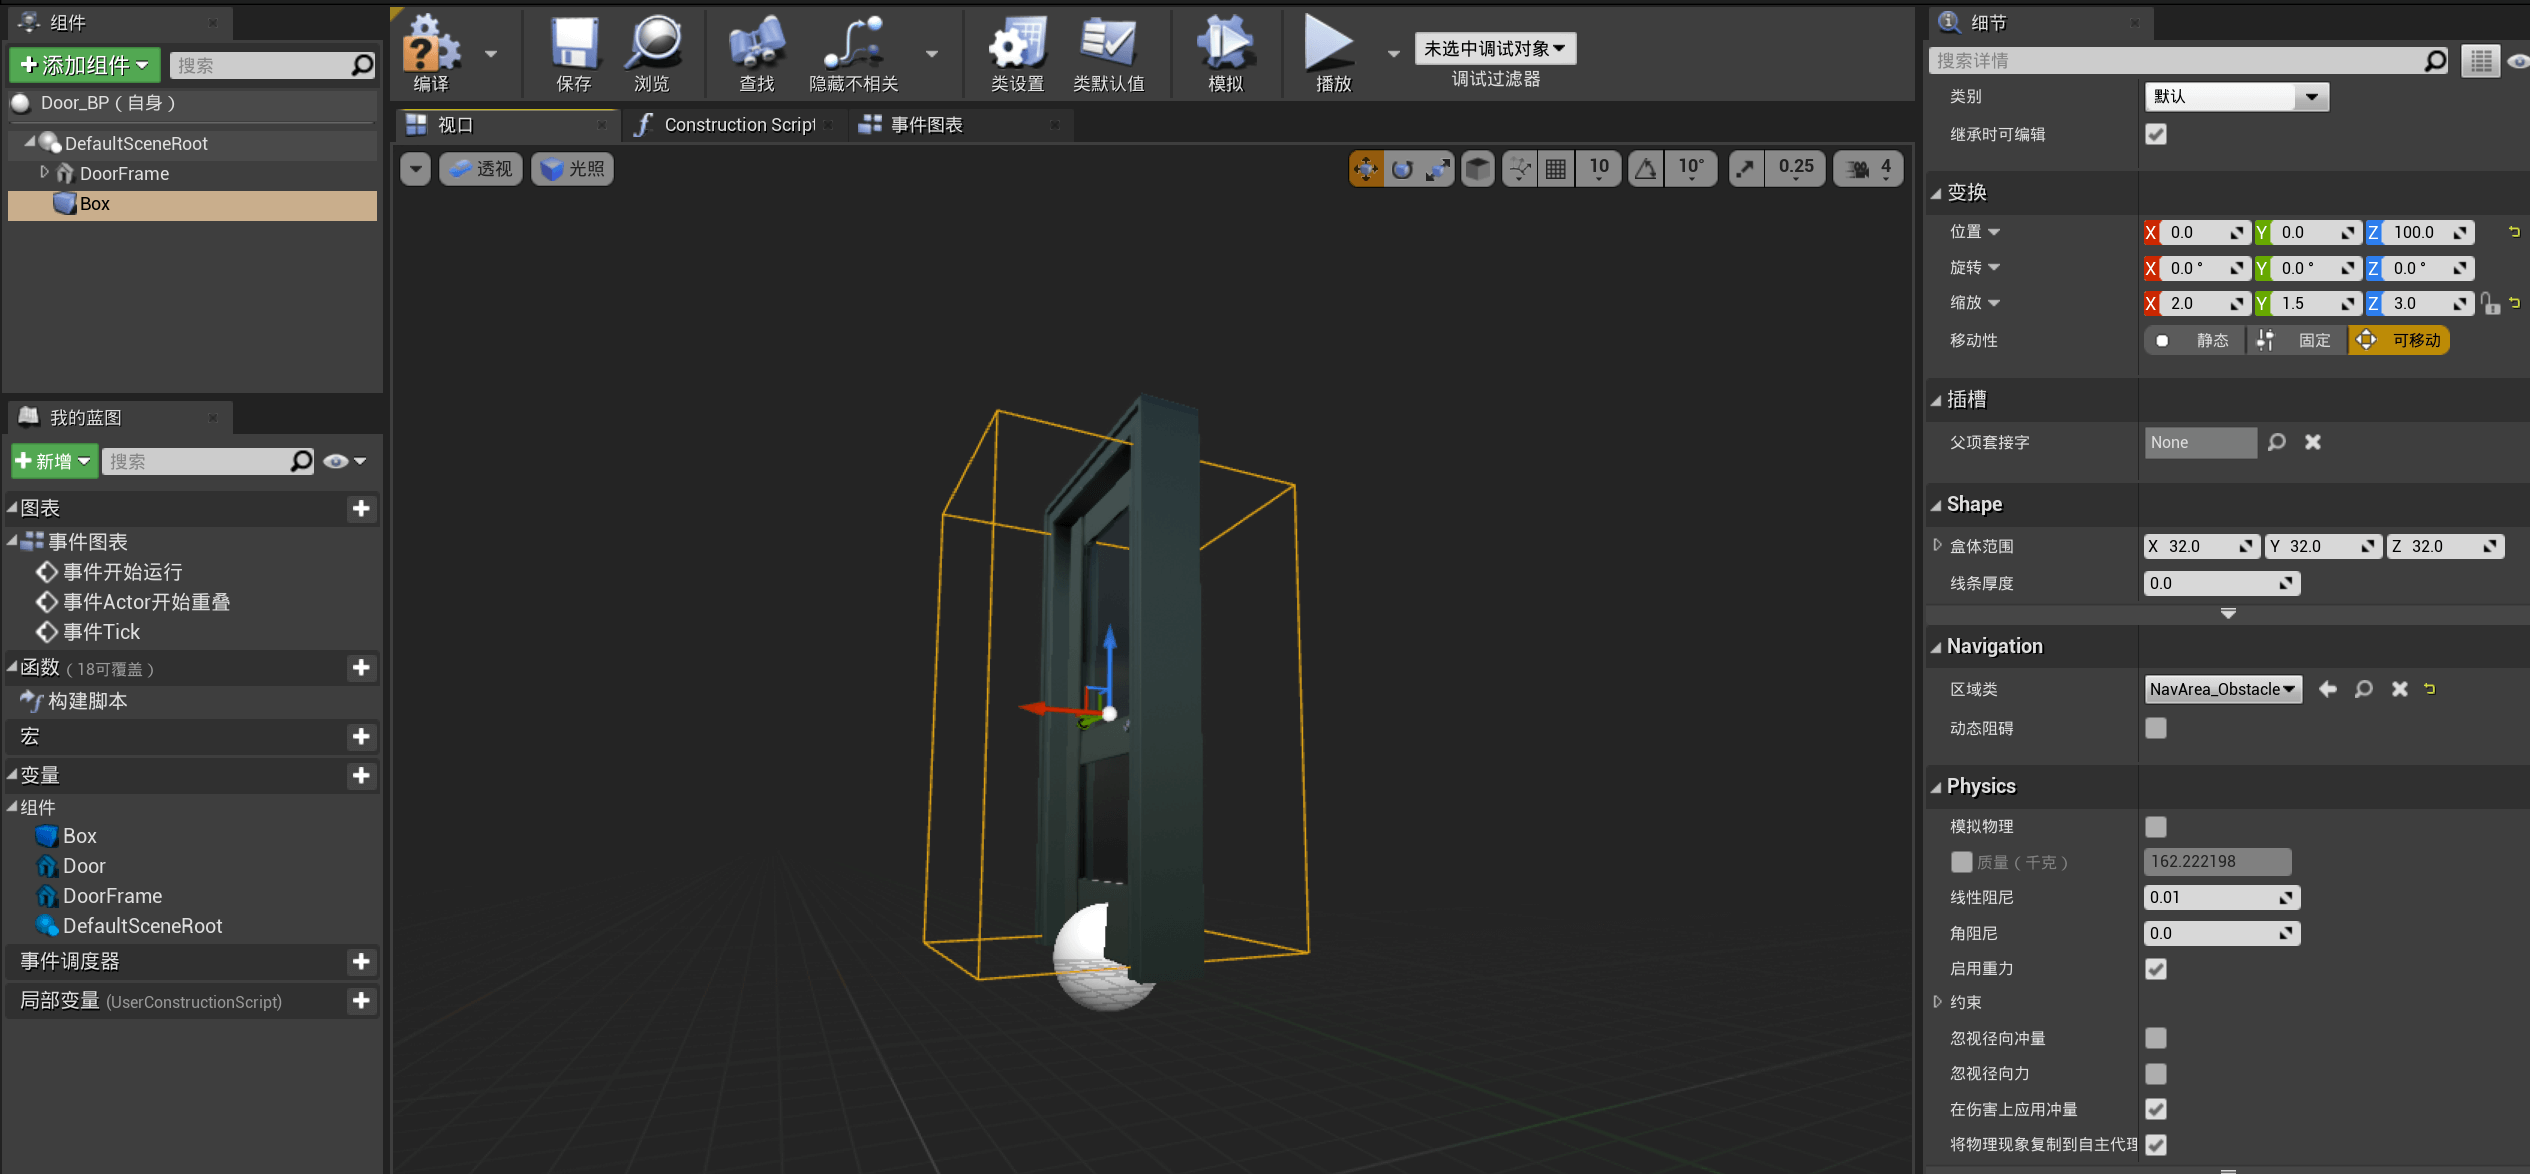 组件
添加组件
搜索
Door_BP（自身）
DefaultSceneRoot
DoorFrame
Box
我的蓝图
新增
搜索
图表
事件图表
事件开始运行
事件Actor开始重叠
事件Tick
函数（18可覆盖）
构建脚本
宏
变量
组件
Box
Door
DoorFrame
DefaultSceneRoot
事件调度器
局部变量 (UserConstructionScript)
编译
保存
浏览
查找
隐藏不相关
类设置
类默认值
模拟
播放
未选中调试对象
调试过滤器
视口
Construction Script
事件图表
透视
光照
10
10°
0.25
4
细节
搜索详情
类别 默认
继承时可编辑
变换
位置 X 0.0 Y 0.0 Z 100.0
旋转 X 0.0 ° Y 0.0 ° Z 0.0 °
缩放 X 2.0 Y 1.5 Z 3.0
移动性 静态 固定 可移动
插槽
父项套接字 None
Shape
盒体范围 X 32.0 Y 32.0 Z 32.0
线条厚度 0.0
Navigation
区域类 NavArea_Obstacle
动态阻碍
Physics
模拟物理
质量（千克） 162.222198
线性阻尼 0.01
角阻尼 0.0
启用重力
约束
忽视径向冲量
忽视径向力
在伤害上应用冲量
将物理现象复制到自主代理